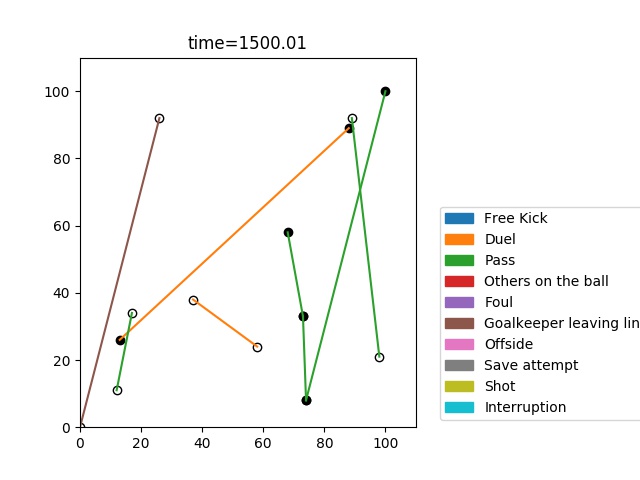 time=1500.01
100
80
60
40
20
0
0 20 40 60 80 100
Free Kick
Duel
Pass
Others on the ball
Foul
Goalkeeper leaving lin
Offside
Save attempt
Shot
Interruption